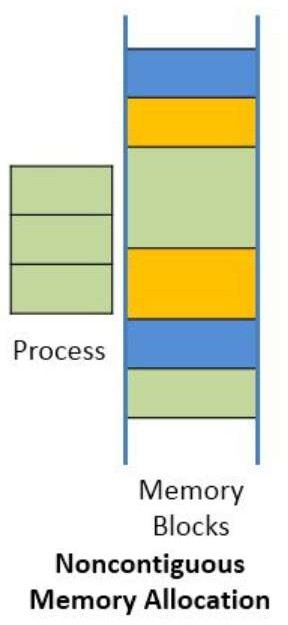 Process
Memory
Blocks
Noncontiguous
Memory Allocation